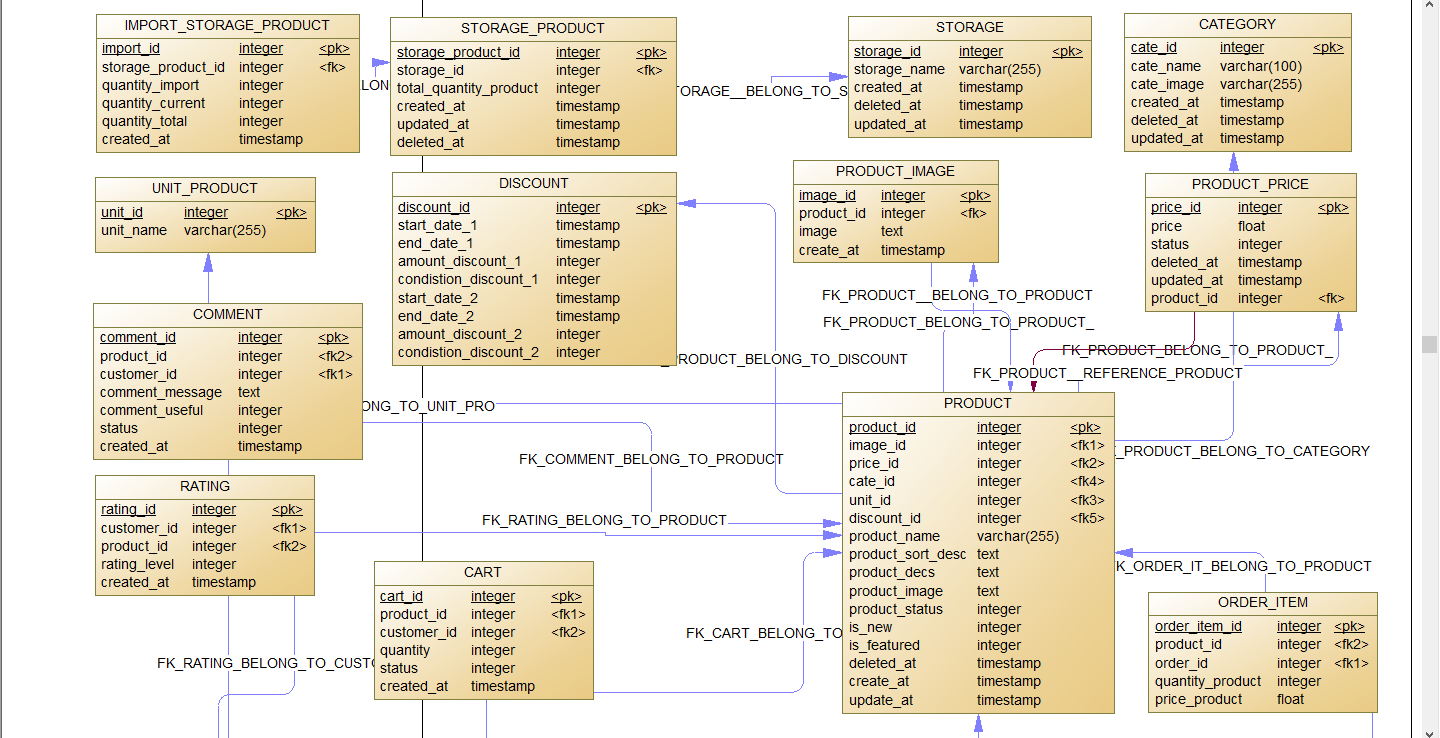 IMPORT_STORAGE_PRODUCT
import_id integer <pk>
storage_product_id integer <fk>
quantity_import integer
quantity_current integer
quantity_total integer
created_at timestamp
LON
STORAGE_PRODUCT
storage_product_id integer <pk>
storage_id integer <fk>
total_quantity_product integer
created_at timestamp
updated_at timestamp
deleted_at timestamp
TORAGE__BELONG_TO_S
STORAGE
storage_id integer <pk>
storage_name varchar(255)
created_at timestamp
deleted_at timestamp
updated_at timestamp
CATEGORY
cate_id integer <pk>
cate_name varchar(100)
cate_image varchar(255)
created_at timestamp
deleted_at timestamp
updated_at timestamp
UNIT_PRODUCT
unit_id integer <pk>
unit_name varchar(255)
DISCOUNT
discount_id integer <pk>
start_date_1 timestamp
end_date_1 timestamp
amount_discount_1 integer
condistion_discount_1 integer
start_date_2 timestamp
end_date_2 timestamp
amount_discount_2 integer
condistion_discount_2 integer
PRODUCT_IMAGE
image_id integer <pk>
product_id integer <fk>
image text
create_at timestamp
PRODUCT_PRICE
price_id integer <pk>
price float
status integer
deleted_at timestamp
updated_at timestamp
product_id integer <fk>
FK_PRODUCT__BELONG_TO_PRODUCT
FK_PRODUCT_BELONG_TO_PRODUCT_
FK_PRODUCT_BELONG_TO_PRODUCT_
_PRODUCT_BELONG_TO_DISCOUNT
FK_PRODUCT__REFERENCE_PRODUCT
COMMENT
comment_id integer <pk>
product_id integer <fk2>
customer_id integer <fk1>
comment_message text
comment_useful integer
status integer
created_at timestamp
ONG_TO_UNIT_PRO
FK_COMMENT_BELONG_TO_PRODUCT
_PRODUCT_BELONG_TO_CATEGORY
RATING
rating_id integer <pk>
customer_id integer <fk1>
product_id integer <fk2>
rating_level integer
created_at timestamp
FK_RATING_BELONG_TO_PRODUCT
PRODUCT
product_id integer <pk>
image_id integer <fk1>
price_id integer <fk2>
cate_id integer <fk4>
unit_id integer <fk3>
discount_id integer <fk5>
product_name varchar(255)
product_sort_desc text
product_decs text
product_image text
product_status integer
is_new integer
is_featured integer
deleted_at timestamp
create_at timestamp
update_at timestamp
CART
cart_id integer <pk>
product_id integer <fk1>
customer_id integer <fk2>
quantity integer
status integer
created_at timestamp
FK_CART_BELONG_TO
FK_RATING_BELONG_TO_CUSTO
K_ORDER_IT_BELONG_TO_PRODUCT
ORDER_ITEM
order_item_id integer <pk>
product_id integer <fk2>
order_id integer <fk1>
quantity_product integer
price_product float